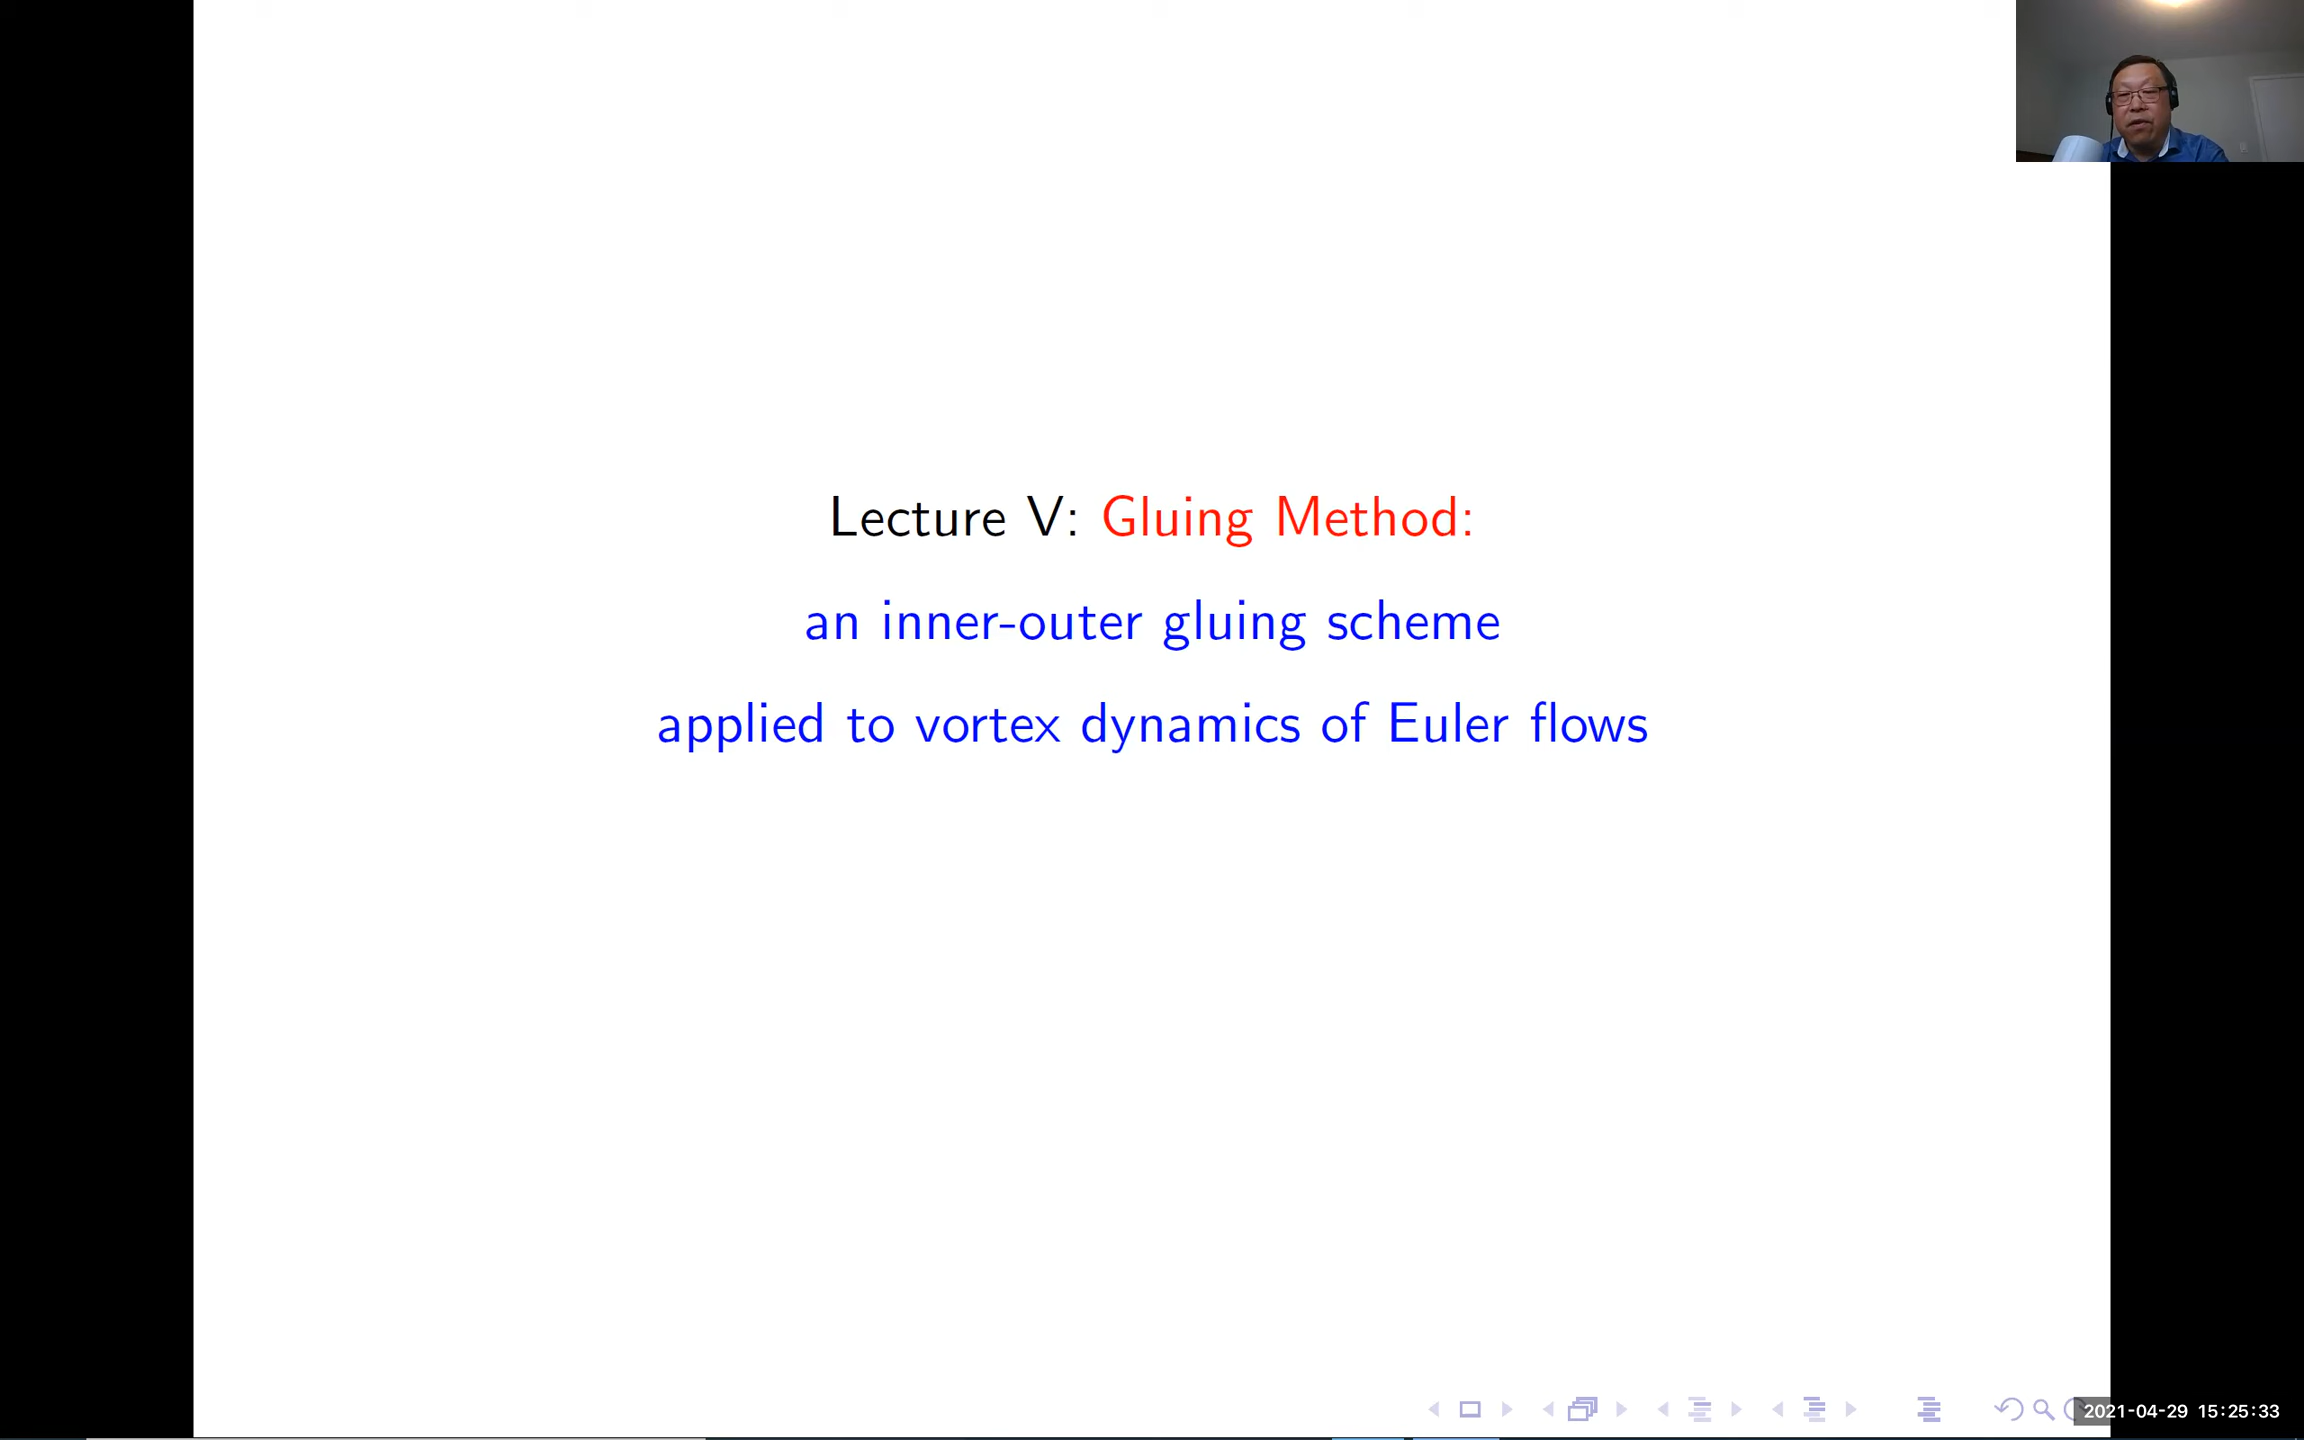 Lecture V: Gluing Method:
an inner-outer gluing scheme
applied to vortex dynamics of Euler flows
2021-04-29 15:25:33